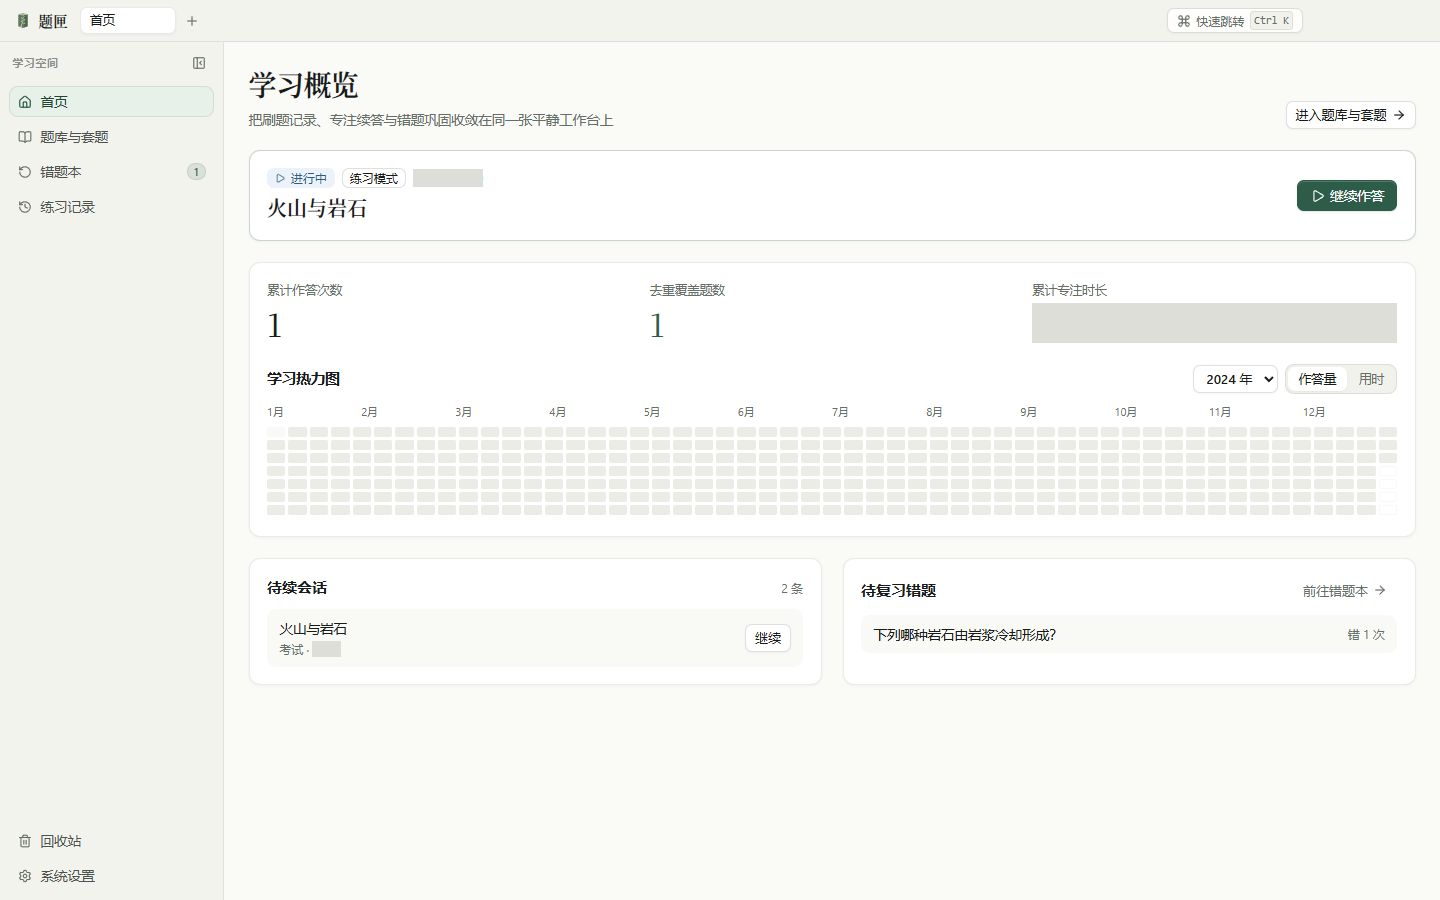 题匣
首页
快速跳转 Ctrl K
学习空间
首页
题库与套题
错题本 1
练习记录
回收站
系统设置
学习概览
把刷题记录、专注续答与错题巩固收敛在同一张平静工作台上
进入题库与套题
进行中 练习模式
火山与岩石
继续作答
累计作答次数
1
去重覆盖题数
1
累计专注时长
学习热力图
2024 年 作答量 用时
1月 2月 3月 4月 5月 6月 7月 8月 9月 10月 11月 12月
待续会话 2 条
火山与岩石
考试 ·
继续
待复习错题 前往错题本
下列哪种岩石由岩浆冷却形成? 错 1 次